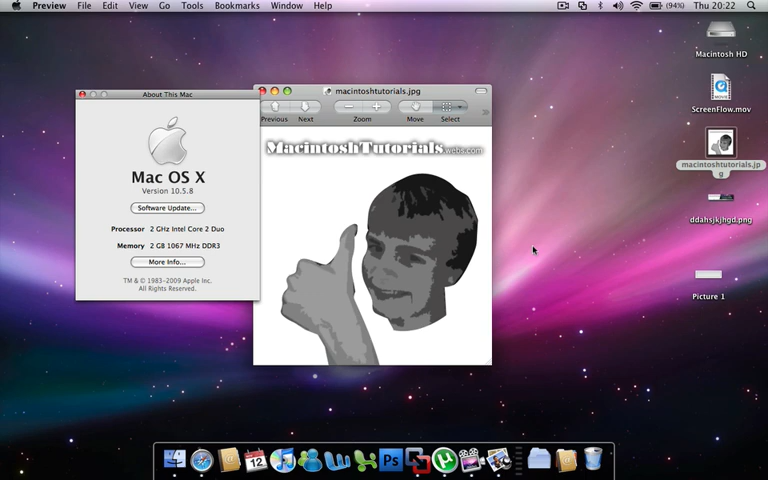 Preview File Edit View Go Tools Bookmarks Window Help (94%) Thu 20:22
About This Mac
Mac OS X
Version 10.5.8
Software Update...
Processor 2 GHz Intel Core 2 Duo
Memory 2 GB 1067 MHz DDR3
More Info...
TM & © 1983-2009 Apple Inc.
All Rights Reserved.
macintoshtutorials.jpg
Previous Next Zoom Move Select
MacintoshTutorials.webs.com
Macintosh HD
MOVIE
ScreenFlow.mov
macintoshtutorials.jp
g
ddahsjkjhgd.png
Picture 1
12
Ps